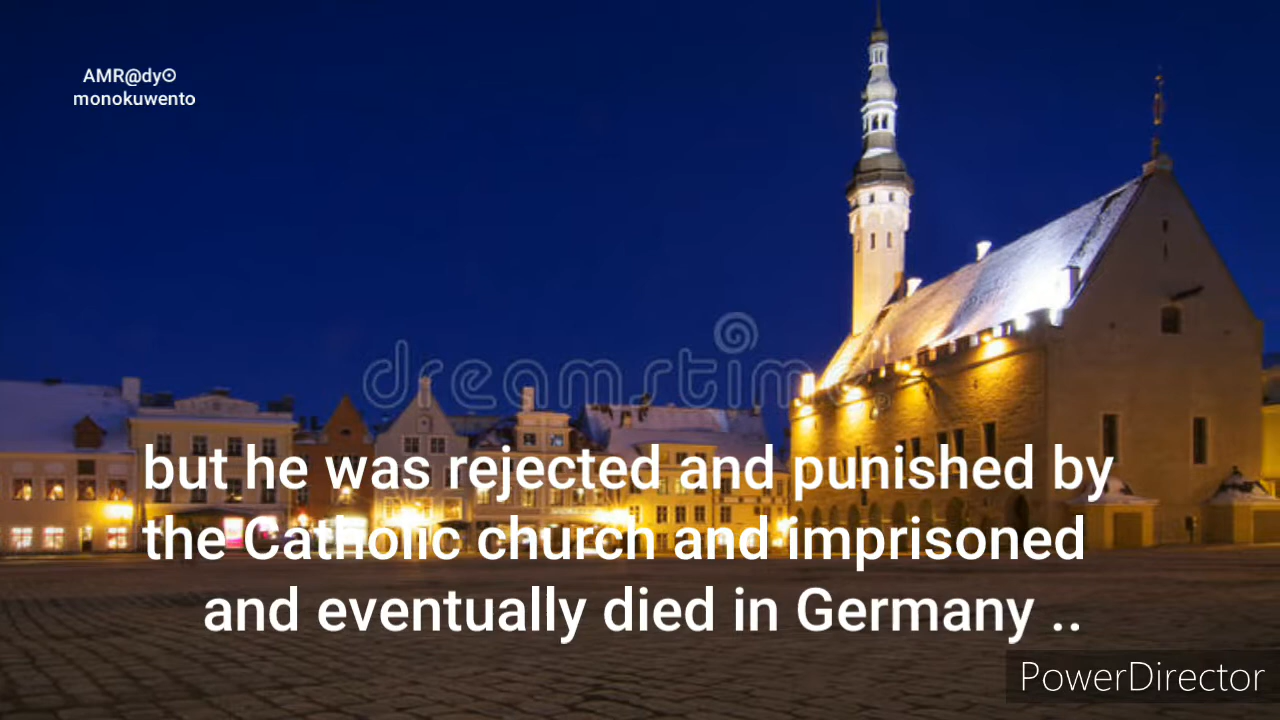 AMR@dy⊙
monokuwento
dreamstime
but he was rejected and punished by
the Catholic church and imprisoned
and eventually died in Germany ..
PowerDirector